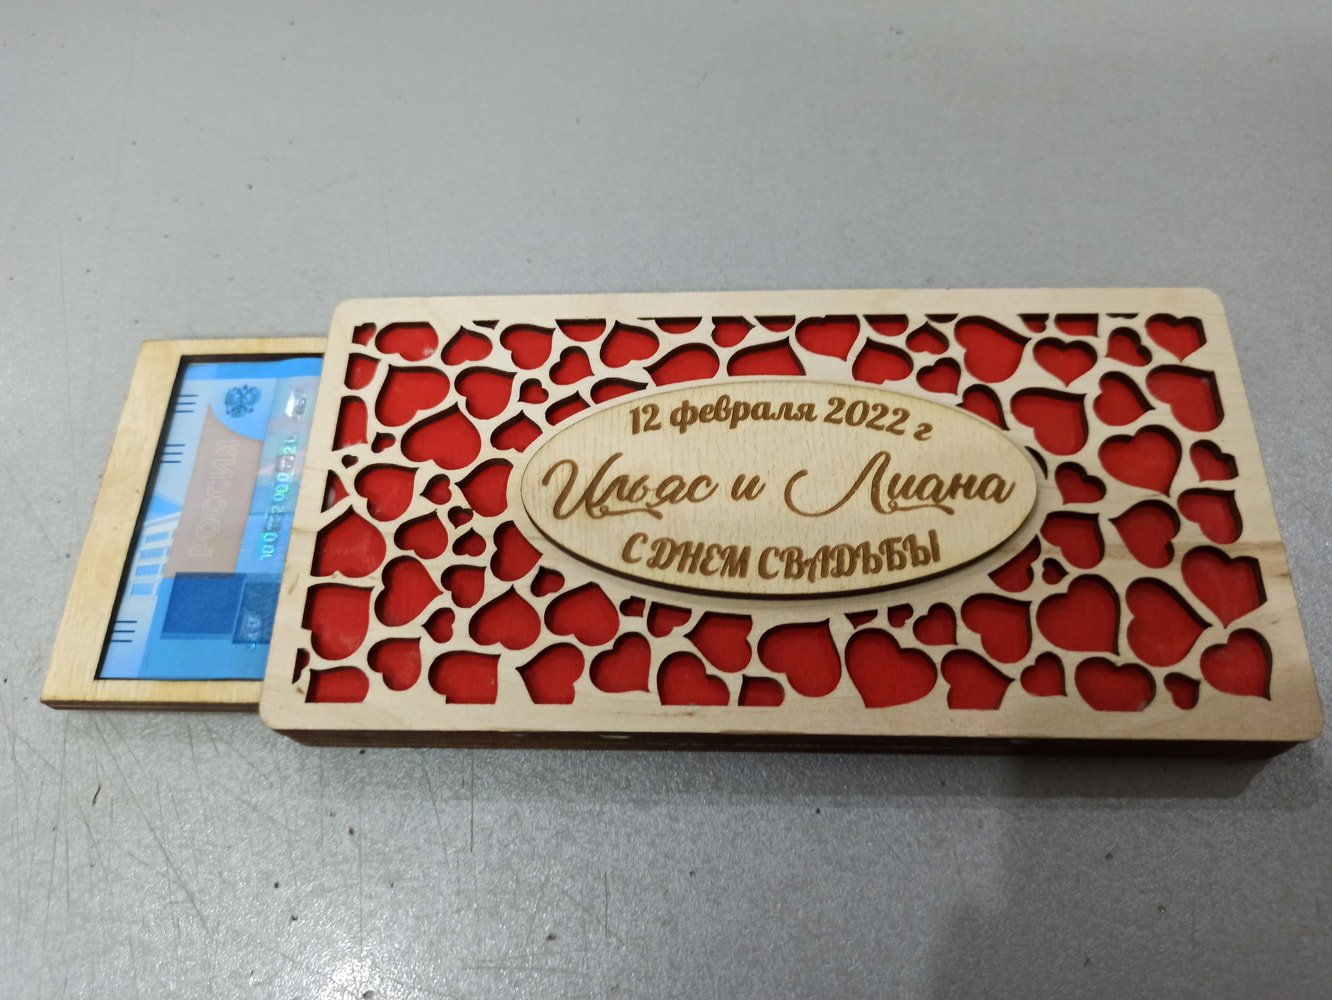 12 февраля 2022 г
Ильяс и Лиана
С ДНЕМ СВАДЬБЫ
РОССИЯ